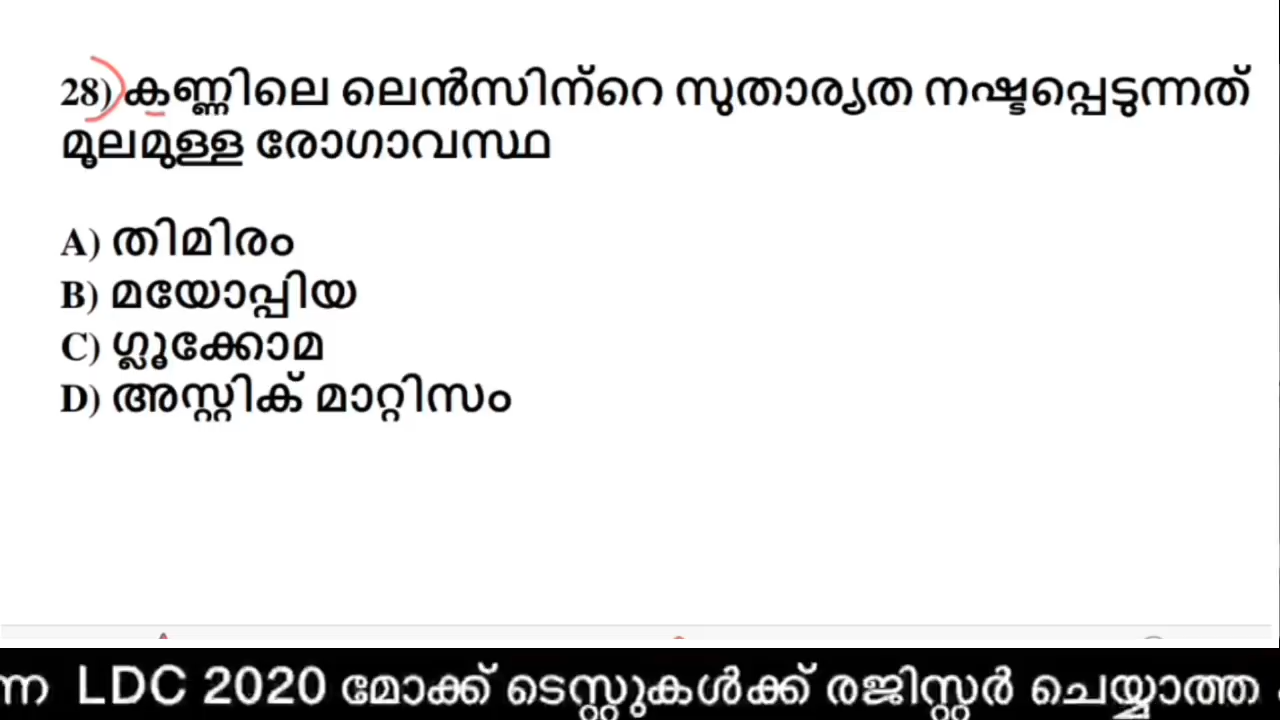 28) കണ്ണിലെ ലെൻസിന്റെ സുതാര്യത നഷ്ടപ്പെടുന്നത്
മൂലമുള്ള രോഗാവസ്ഥ
A) തിമിരം
B) മയോപ്പിയ
C) ഗ്ലൂക്കോമ
D) അസ്റ്റിക് മാറ്റിസം
ന്ന LDC 2020 മോക്ക് ടെസ്റ്റുകൾക്ക് രജിസ്റ്റർ ചെയ്യാത്ത